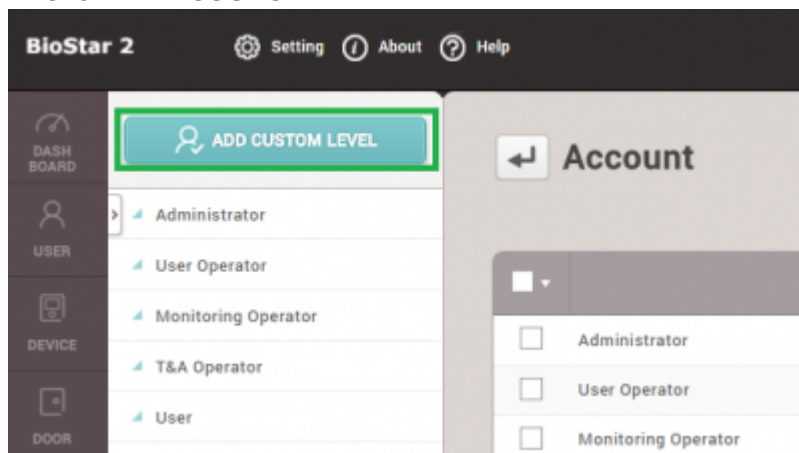 BioStar 2
Setting
About
Help
DASH
BOARD
USER
DEVICE
DOOR
ADD CUSTOM LEVEL
Administrator
User Operator
Monitoring Operator
T&A Operator
User
Account
Administrator
User Operator
Monitoring Operator